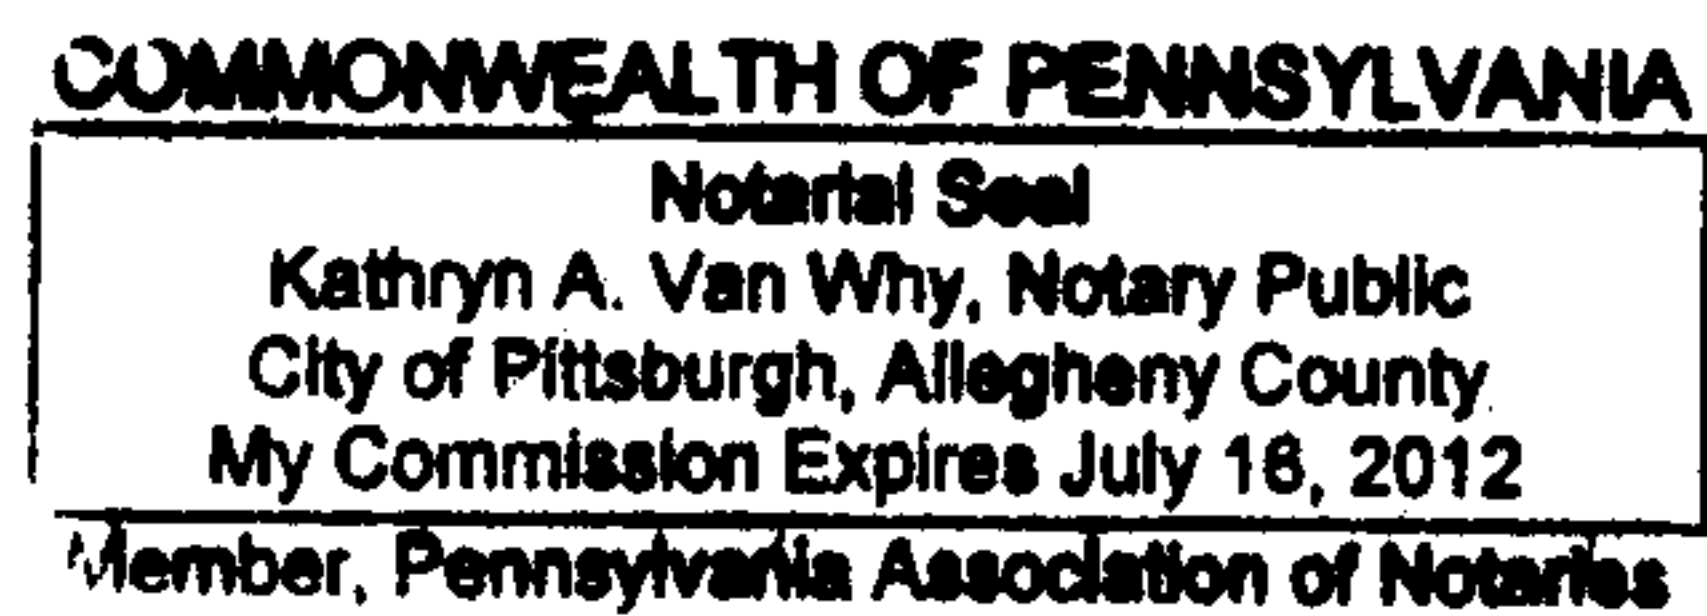 COMMONWEALTH OF PENNSYLVANIA
Notarial Seal
Kathryn A. Van Why, Notary Public
City of Pittsburgh, Allegheny County
My Commission Expires July 16, 2012
Member, Pennsylvania Association of Notaries